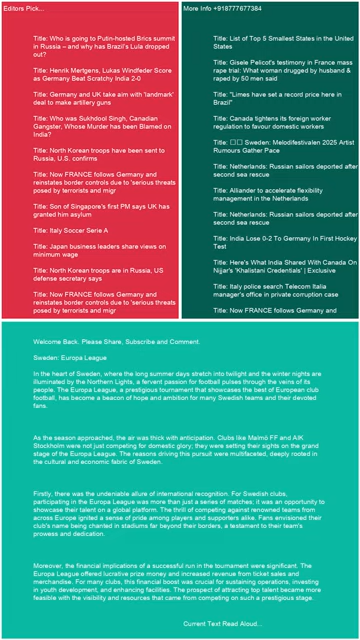 Editors Pick...
Title: Who is going to Putin-hosted Brics summit
in Russia – and why has Brazil's Lula dropped
out?
Title: Henrik Mertgens, Lukas Windfeder Score
as Germany Beat Scratchy India 2-0
Title: Germany and UK take aim with 'landmark'
deal to make artillery guns
Title: Who was Sukhdool Singh, Canadian
Gangster, Whose Murder has been Blamed on
India?
Title: North Korean troops have been sent to
Russia, U.S. confirms
Title: Now FRANCE follows Germany and
reinstates border controls due to 'serious threats
posed by terrorists and migr
Title: Son of Singapore's first PM says UK has
granted him asylum
Title: Italy Soccer Serie A
Title: Japan business leaders share views on
minimum wage
Title: North Korean troops are in Russia, US
defense secretary says
Title: Now FRANCE follows Germany and
reinstates border controls due to 'serious threats
posed by terrorists and migr
More Info +918777677384
Title: List of Top 5 Smallest States in the United
States
Title: Gisele Pelicot's testimony in France mass
rape trial: What woman drugged by husband &
raped by 50 men said
Title: "Limes have set a record price here in
Brazil"
Title: Canada tightens its foreign worker
regulation to favour domestic workers
Title: 🇸🇪 Sweden: Melodifestivalen 2025 Artist
Rumours Gather Pace
Title: Netherlands: Russian sailors deported after
second sea rescue
Title: Alliander to accelerate flexibility
management in the Netherlands
Title: Netherlands: Russian sailors deported after
second sea rescue
Title: India Lose 0-2 To Germany In First Hockey
Test
Title: Here's What India Shared With Canada On
Nijjar's 'Khalistani Credentials' | Exclusive
Title: Italy police search Telecom Italia
manager's office in private corruption case
Title: Now FRANCE follows Germany and
Welcome Back. Please Share, Subscribe and Comment.
Sweden: Europa League
In the heart of Sweden, where the long summer days stretch into twilight and the winter nights are
illuminated by the Northern Lights, a fervent passion for football pulses through the veins of its
people. The Europa League, a prestigious tournament that showcases the best of European club
football, has become a beacon of hope and ambition for many Swedish teams and their devoted
fans.
As the season approached, the air was thick with anticipation. Clubs like Malmö FF and AIK
Stockholm were not just competing for domestic glory; they were setting their sights on the grand
stage of the Europa League. The reasons driving this pursuit were multifaceted, deeply rooted in
the cultural and economic fabric of Sweden.
Firstly, there was the undeniable allure of international recognition. For Swedish clubs,
participating in the Europa League was more than just a series of matches; it was an opportunity to
showcase their talent on a global platform. The thrill of competing against renowned teams from
across Europe ignited a sense of pride among players and supporters alike. Fans envisioned their
club's name being chanted in stadiums far beyond their borders, a testament to their team's
prowess and dedication.
Moreover, the financial implications of a successful run in the tournament were significant. The
Europa League offered lucrative prize money and increased revenue from ticket sales and
merchandise. For many clubs, this financial boost was crucial for sustaining operations, investing
in youth development, and enhancing facilities. The prospect of attracting top talent became more
feasible with the visibility and resources that came from competing on such a prestigious stage.
Current Text Read Aloud...